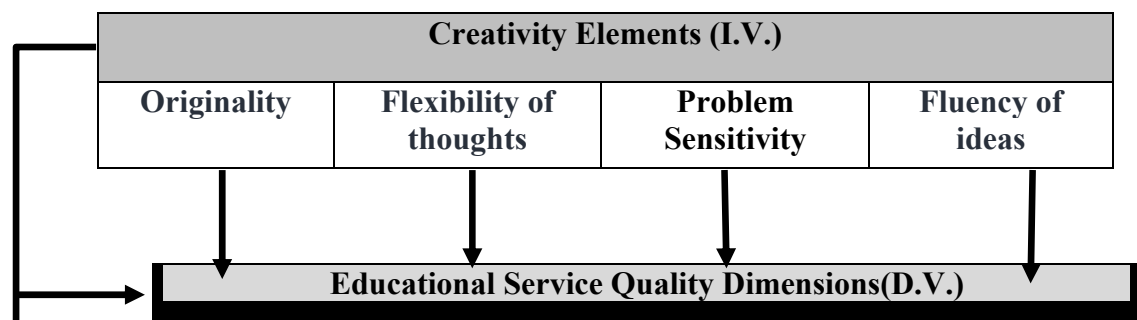 Creativity Elements (I.V.)
Originality
Flexibility of
thoughts
Problem
Sensitivity
Fluency of
ideas
Educational Service Quality Dimensions(D.V.)